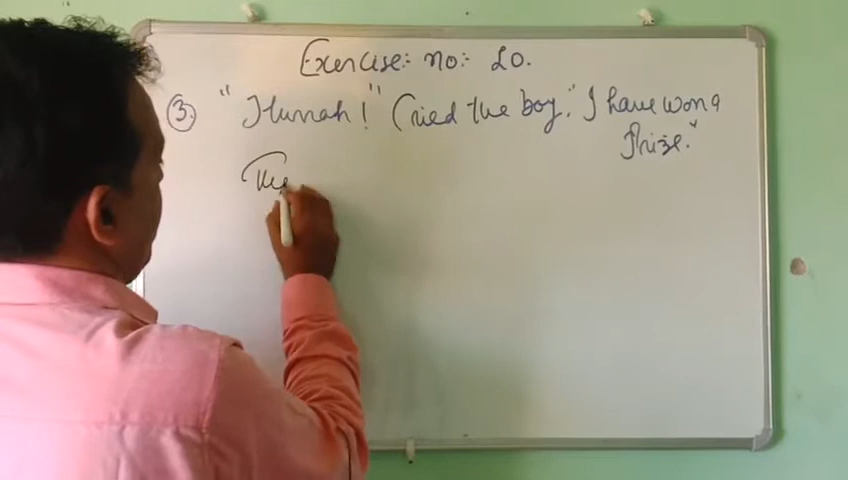 Exercise:- no:- 20.
③. "Hurrah!" Cried the boy, "I have won a
Prize."
The